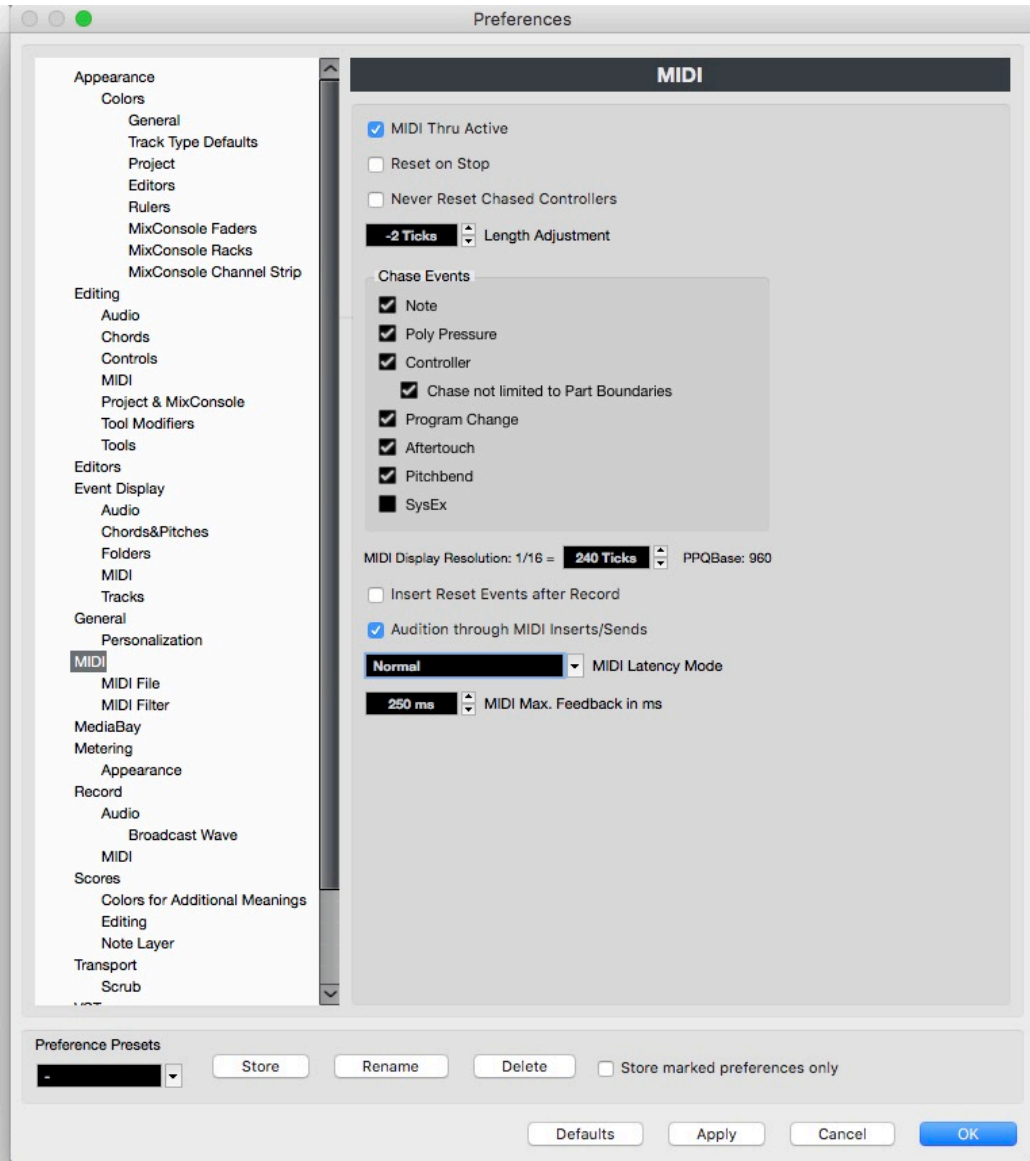 Preferences
Appearance
Colors
General
Track Type Defaults
Project
Editors
Rulers
MixConsole Faders
MixConsole Racks
MixConsole Channel Strip
Editing
Audio
Chords
Controls
MIDI
Project & MixConsole
Tool Modifiers
Tools
Editors
Event Display
Audio
Chords&Pitches
Folders
MIDI
Tracks
General
Personalization
MIDI
MIDI File
MIDI Filter
MediaBay
Metering
Appearance
Record
Audio
Broadcast Wave
MIDI
Scores
Colors for Additional Meanings
Editing
Note Layer
Transport
Scrub
MIDI
MIDI Thru Active
Reset on Stop
Never Reset Chased Controllers
-2 Ticks Length Adjustment
Chase Events
Note
Poly Pressure
Controller
Chase not limited to Part Boundaries
Program Change
Aftertouch
Pitchbend
SysEx
MIDI Display Resolution: 1/16 = 240 Ticks PPQBase: 960
Insert Reset Events after Record
Audition through MIDI Inserts/Sends
Normal MIDI Latency Mode
250 ms MIDI Max. Feedback in ms
Preference Presets
- Store Rename Delete Store marked preferences only
Defaults Apply Cancel OK